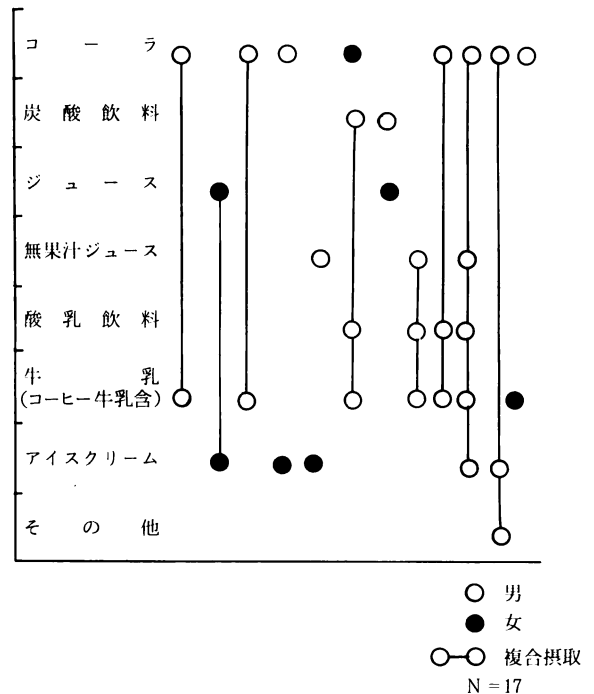 コーラ
炭酸飲料
ジュース
無果汁ジュース
酸乳飲料
牛乳
(コーヒー牛乳含)
アイスクリーム
その他
男
女
複合摂取
N=17